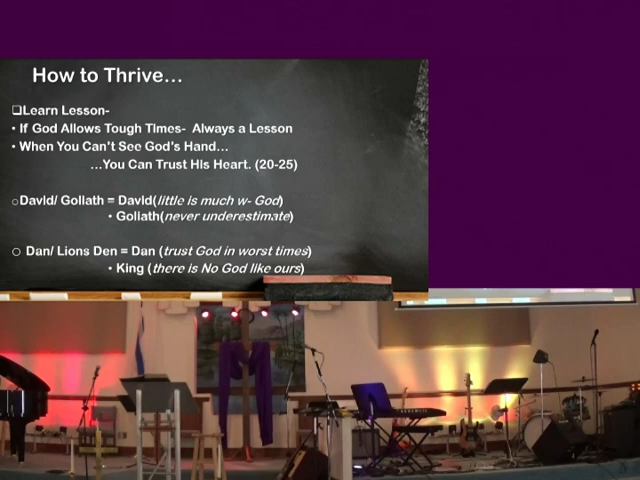 How to Thrive...
❑Learn Lesson-
• If God Allows Tough TImes-  Always a Lesson
• When You Can't See God's Hand...
...You Can Trust HIs Heart. (20-25)
○David/ Goliath = David(little is much w- God)
• Goliath(never underestimate)
○ Dan/ Lions Den = Dan (trust God in worst times)
• King (there is No God like ours)